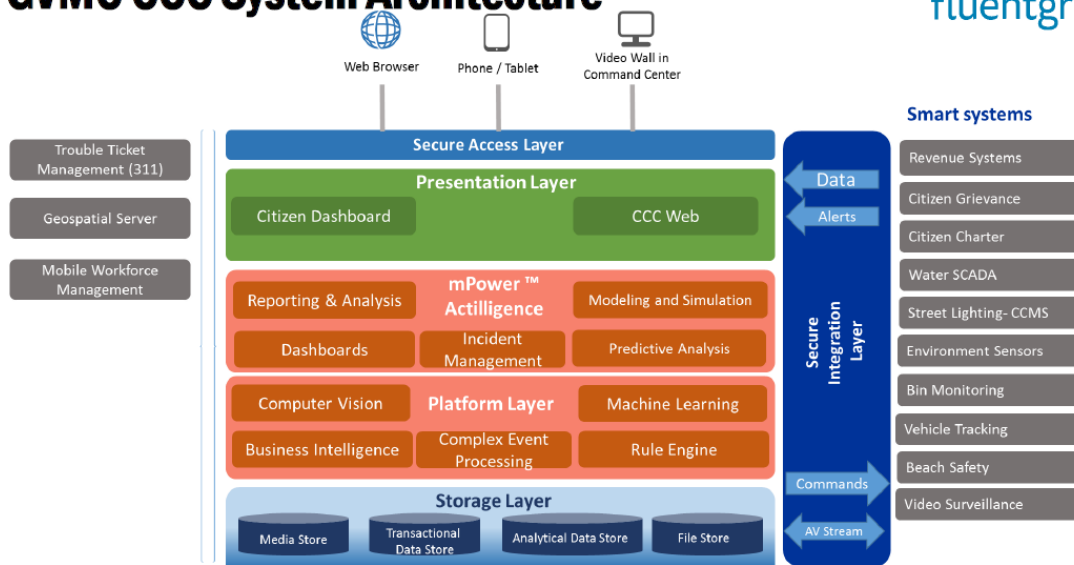 System Architecture
fluentgr
Web Browser
Phone / Tablet
Video Wall in
Command Center
Smart systems
Trouble Ticket
Management (311)
Geospatial Server
Mobile Workforce
Management
Secure Access Layer
Presentation Layer
Citizen Dashboard
CCC Web
mPower ™
Actilligence
Reporting & Analysis
Modeling and Simulation
Dashboards
Incident
Management
Predictive Analysis
Computer Vision
Platform Layer
Machine Learning
Business Intelligence
Complex Event
Processing
Rule Engine
Storage Layer
Media Store
Transactional
Data Store
Analytical Data Store
File Store
Data
Alerts
Secure
Integration
Layer
Commands
AV Stream
Revenue Systems
Citizen Grievance
Citizen Charter
Water SCADA
Street Lighting- CCMS
Environment Sensors
Bin Monitoring
Vehicle Tracking
Beach Safety
Video Surveillance